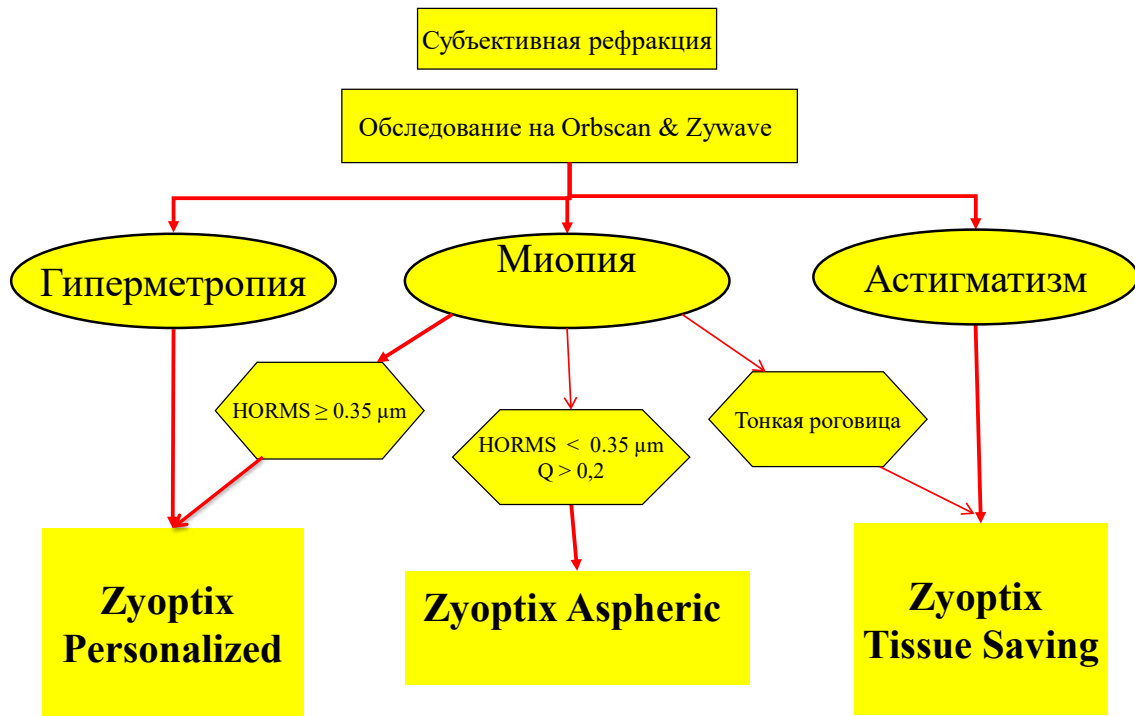 Субъективная рефракция
Обследование на Orbscan & Zywave
Гиперметропия
Миопия
Астигматизм
HORMS ≥ 0.35 µm
HORMS < 0.35 µm
Q > 0,2
Тонкая роговица
Zyoptix
Personalized
Zyoptix Aspheric
Zyoptix
Tissue Saving